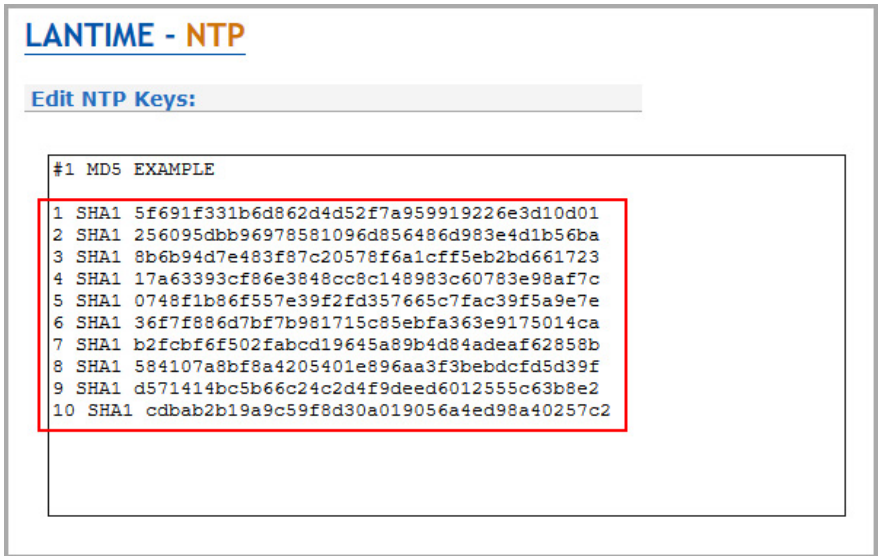 LANTIME - NTP
Edit NTP Keys:
#1 MD5 EXAMPLE
1 SHA1 5f691f331b6d862d4d52f7a959919226e3d10d01
2 SHA1 256095dbb96978581096d856486d983e4d1b56ba
3 SHA1 8b6b94d7e483f87c20578f6a1cff5eb2bd661723
4 SHA1 17a63393cf86e3848cc8c148983c60783e98af7c
5 SHA1 0748f1b86f557e39f2fd357665c7fac39f5a9e7e
6 SHA1 36f7f886d7bf7b981715c85ebfa363e9175014ca
7 SHA1 b2fcbf6f502fabcd19645a89b4d84adeaf62858b
8 SHA1 584107a8bf8a4205401e896aa3f3bebdcfd5d39f
9 SHA1 d571414bc5b66c24c2d4f9deed6012555c63b8e2
10 SHA1 cdbab2b19a9c59f8d30a019056a4ed98a40257c2